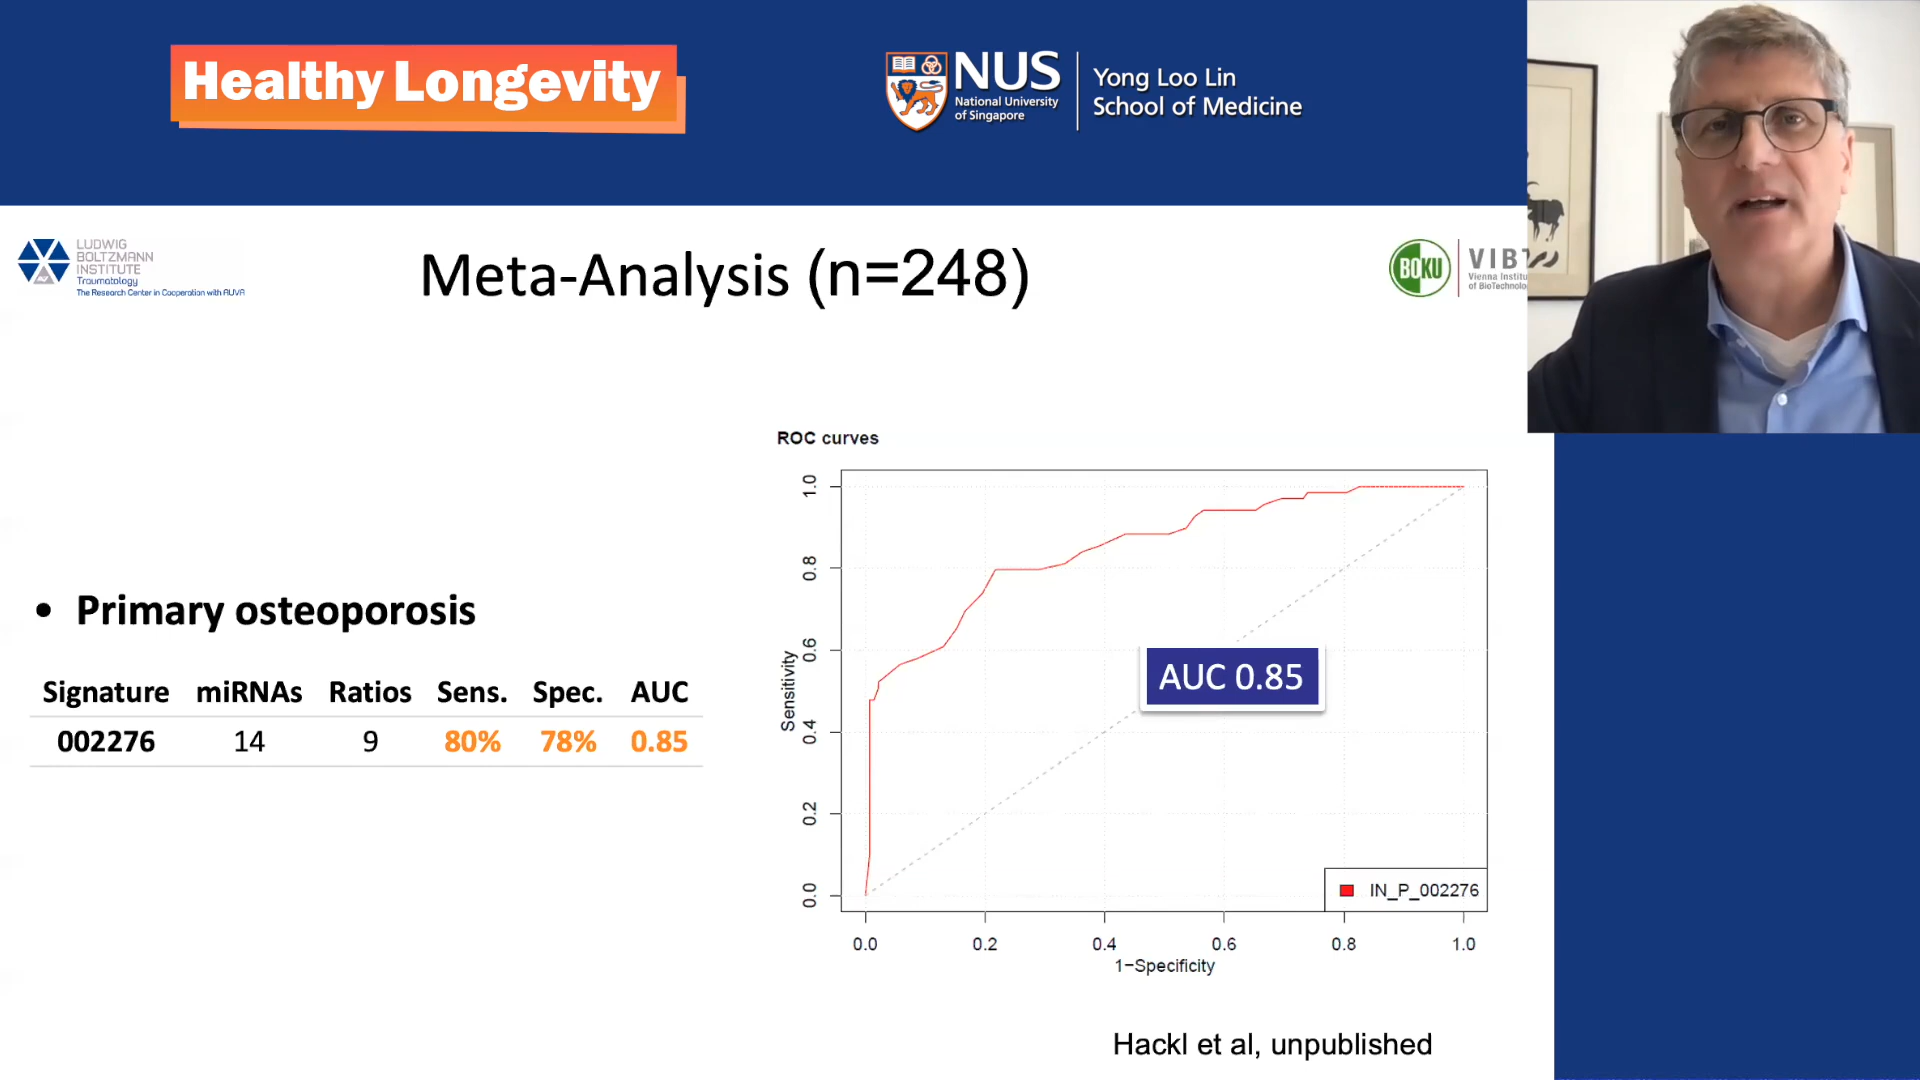 Healthy Longevity
NUS
National University
of Singapore
Yong Loo Lin
School of Medicine
LUDWIG
BOLTZMANN
INSTITUTE
Traumatology
The Research Center in Cooperation with AUVA
Meta-Analysis (n=248)
BOKU
Vienna
of
• Primary osteoporosis
Signature miRNAs Ratios Sens. Spec. AUC
002276 14 9 80% 78% 0.85
ROC curves
Sensitivity
1.0
0.8
0.6
0.4
0.2
0.0
AUC 0.85
IN_P_002276
0.0 0.2 0.4 0.6 0.8 1.0
1−Specificity
Hackl et al, unpublished